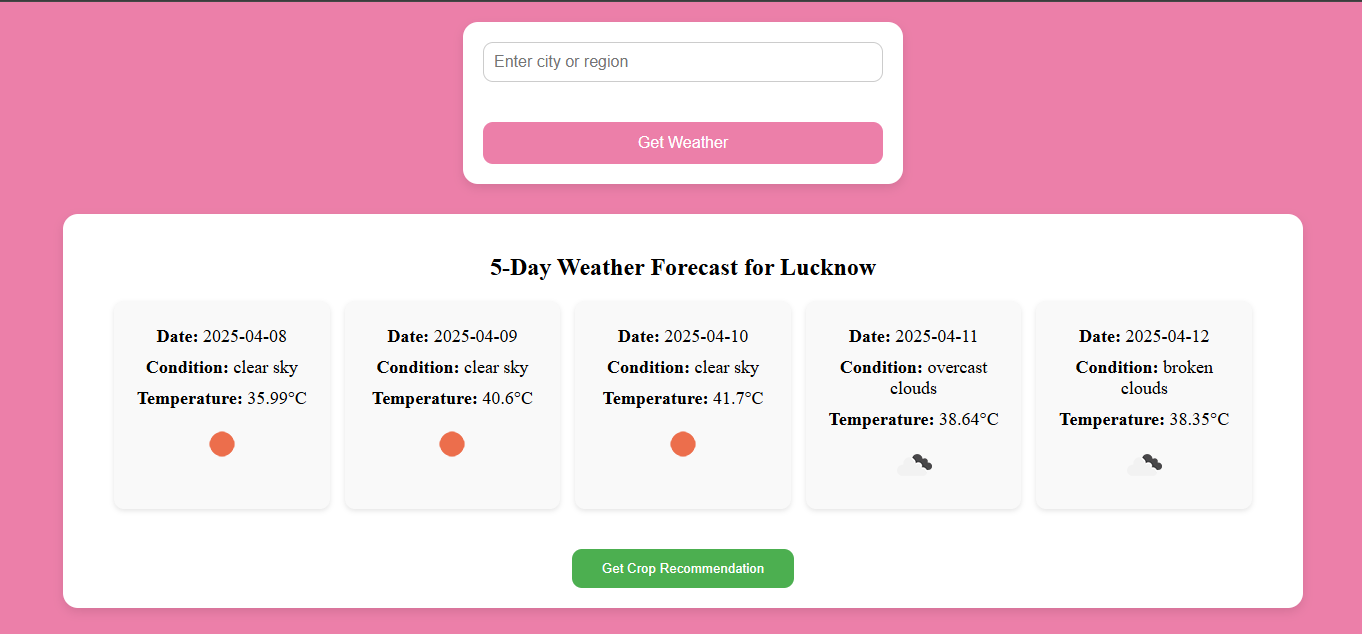 Enter city or region
Get Weather
5-Day Weather Forecast for Lucknow
Date: 2025-04-08
Condition: clear sky
Temperature: 35.99°C
Date: 2025-04-09
Condition: clear sky
Temperature: 40.6°C
Date: 2025-04-10
Condition: clear sky
Temperature: 41.7°C
Date: 2025-04-11
Condition: overcast
clouds
Temperature: 38.64°C
Date: 2025-04-12
Condition: broken
clouds
Temperature: 38.35°C
Get Crop Recommendation